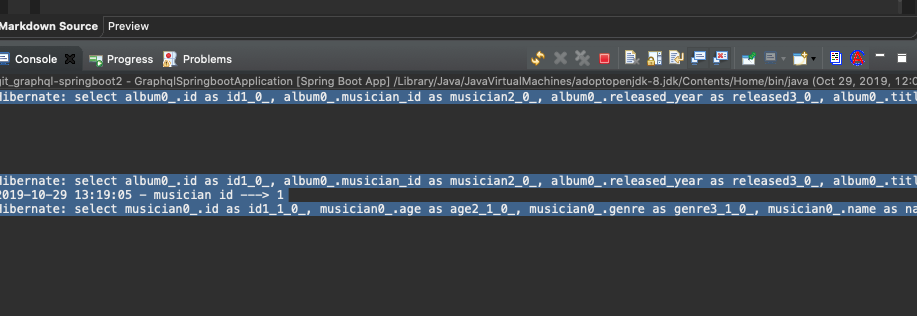 Markdown Source Preview
Console Progress Problems
git_graphql-springboot2 - GraphqlSpringbootApplication [Spring Boot App] /Library/Java/JavaVirtualMachines/adoptopenjdk-8.jdk/Contents/Home/bin/java (Oct 29, 2019, 12:0
Hibernate: select album0_.id as id1_0_, album0_.musician_id as musician2_0_, album0_.released_year as released3_0_, album0_.titl
Hibernate: select album0_.id as id1_0_, album0_.musician_id as musician2_0_, album0_.released_year as released3_0_, album0_.titl
2019-10-29 13:19:05 - musician id ---> 1
Hibernate: select musician0_.id as id1_1_0_, musician0_.age as age2_1_0_, musician0_.genre as genre3_1_0_, musician0_.name as na